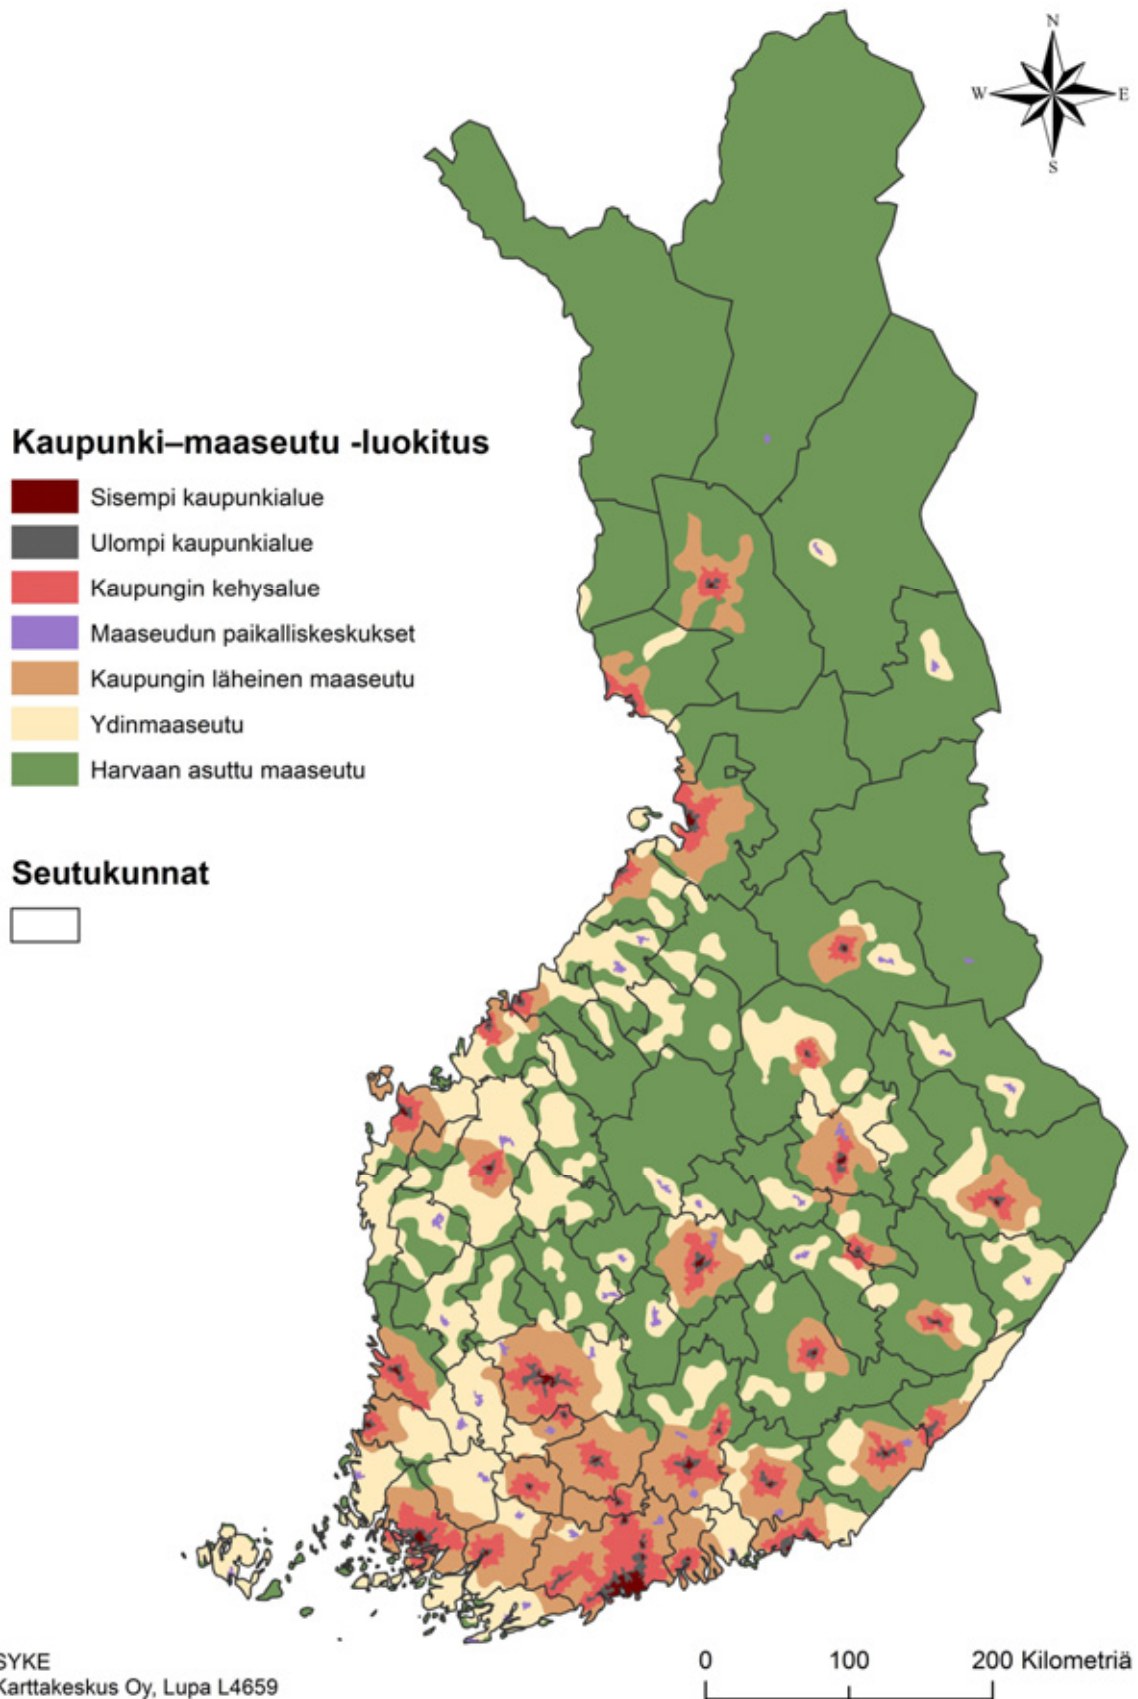 N
W E
S
Kaupunki–maaseutu -luokitus
Sisempi kaupunkialue
Ulompi kaupunkialue
Kaupungin kehysalue
Maaseudun paikalliskeskukset
Kaupungin läheinen maaseutu
Ydinmaaseutu
Harvaan asuttu maaseutu
Seutukunnat
SYKE
Karttakeskus Oy, Lupa L4659
0 100 200 Kilometriä